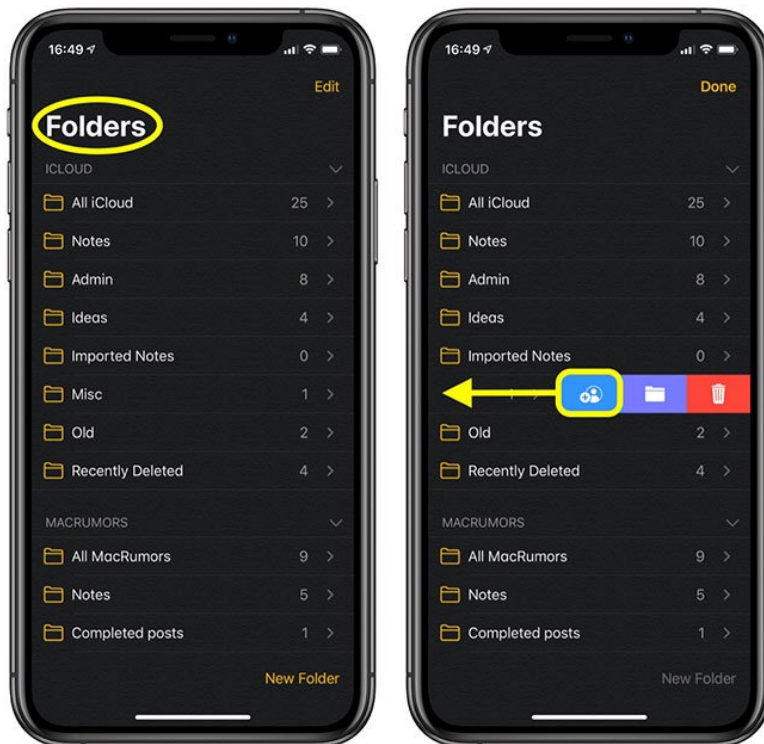 16:49
Edit
Folders
ICLOUD
All iCloud 25
Notes 10
Admin 8
Ideas 4
Imported Notes 0
Misc 1
Old 2
Recently Deleted 4
MACRUMORS
All MacRumors 9
Notes 5
Completed posts 1
New Folder
16:49
Done
Folders
ICLOUD
All iCloud 25
Notes 10
Admin 8
Ideas 4
Imported Notes 0
Old 2
Recently Deleted 4
MACRUMORS
All MacRumors 9
Notes 5
Completed posts 1
New Folder